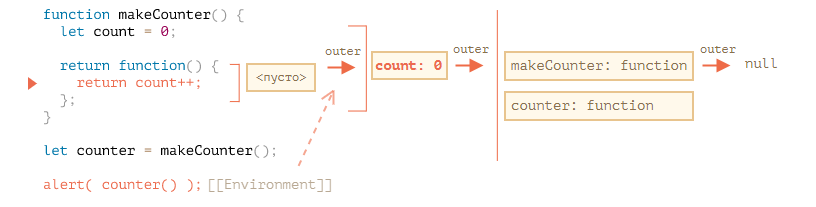 function makeCounter() {
let count = 0;
outer
outer
outer
return function() {
<пусто>
count: 0
makeCounter: function
null
return count++;
};
counter: function
}
let counter = makeCounter();
alert( counter() );
[[Environment]]